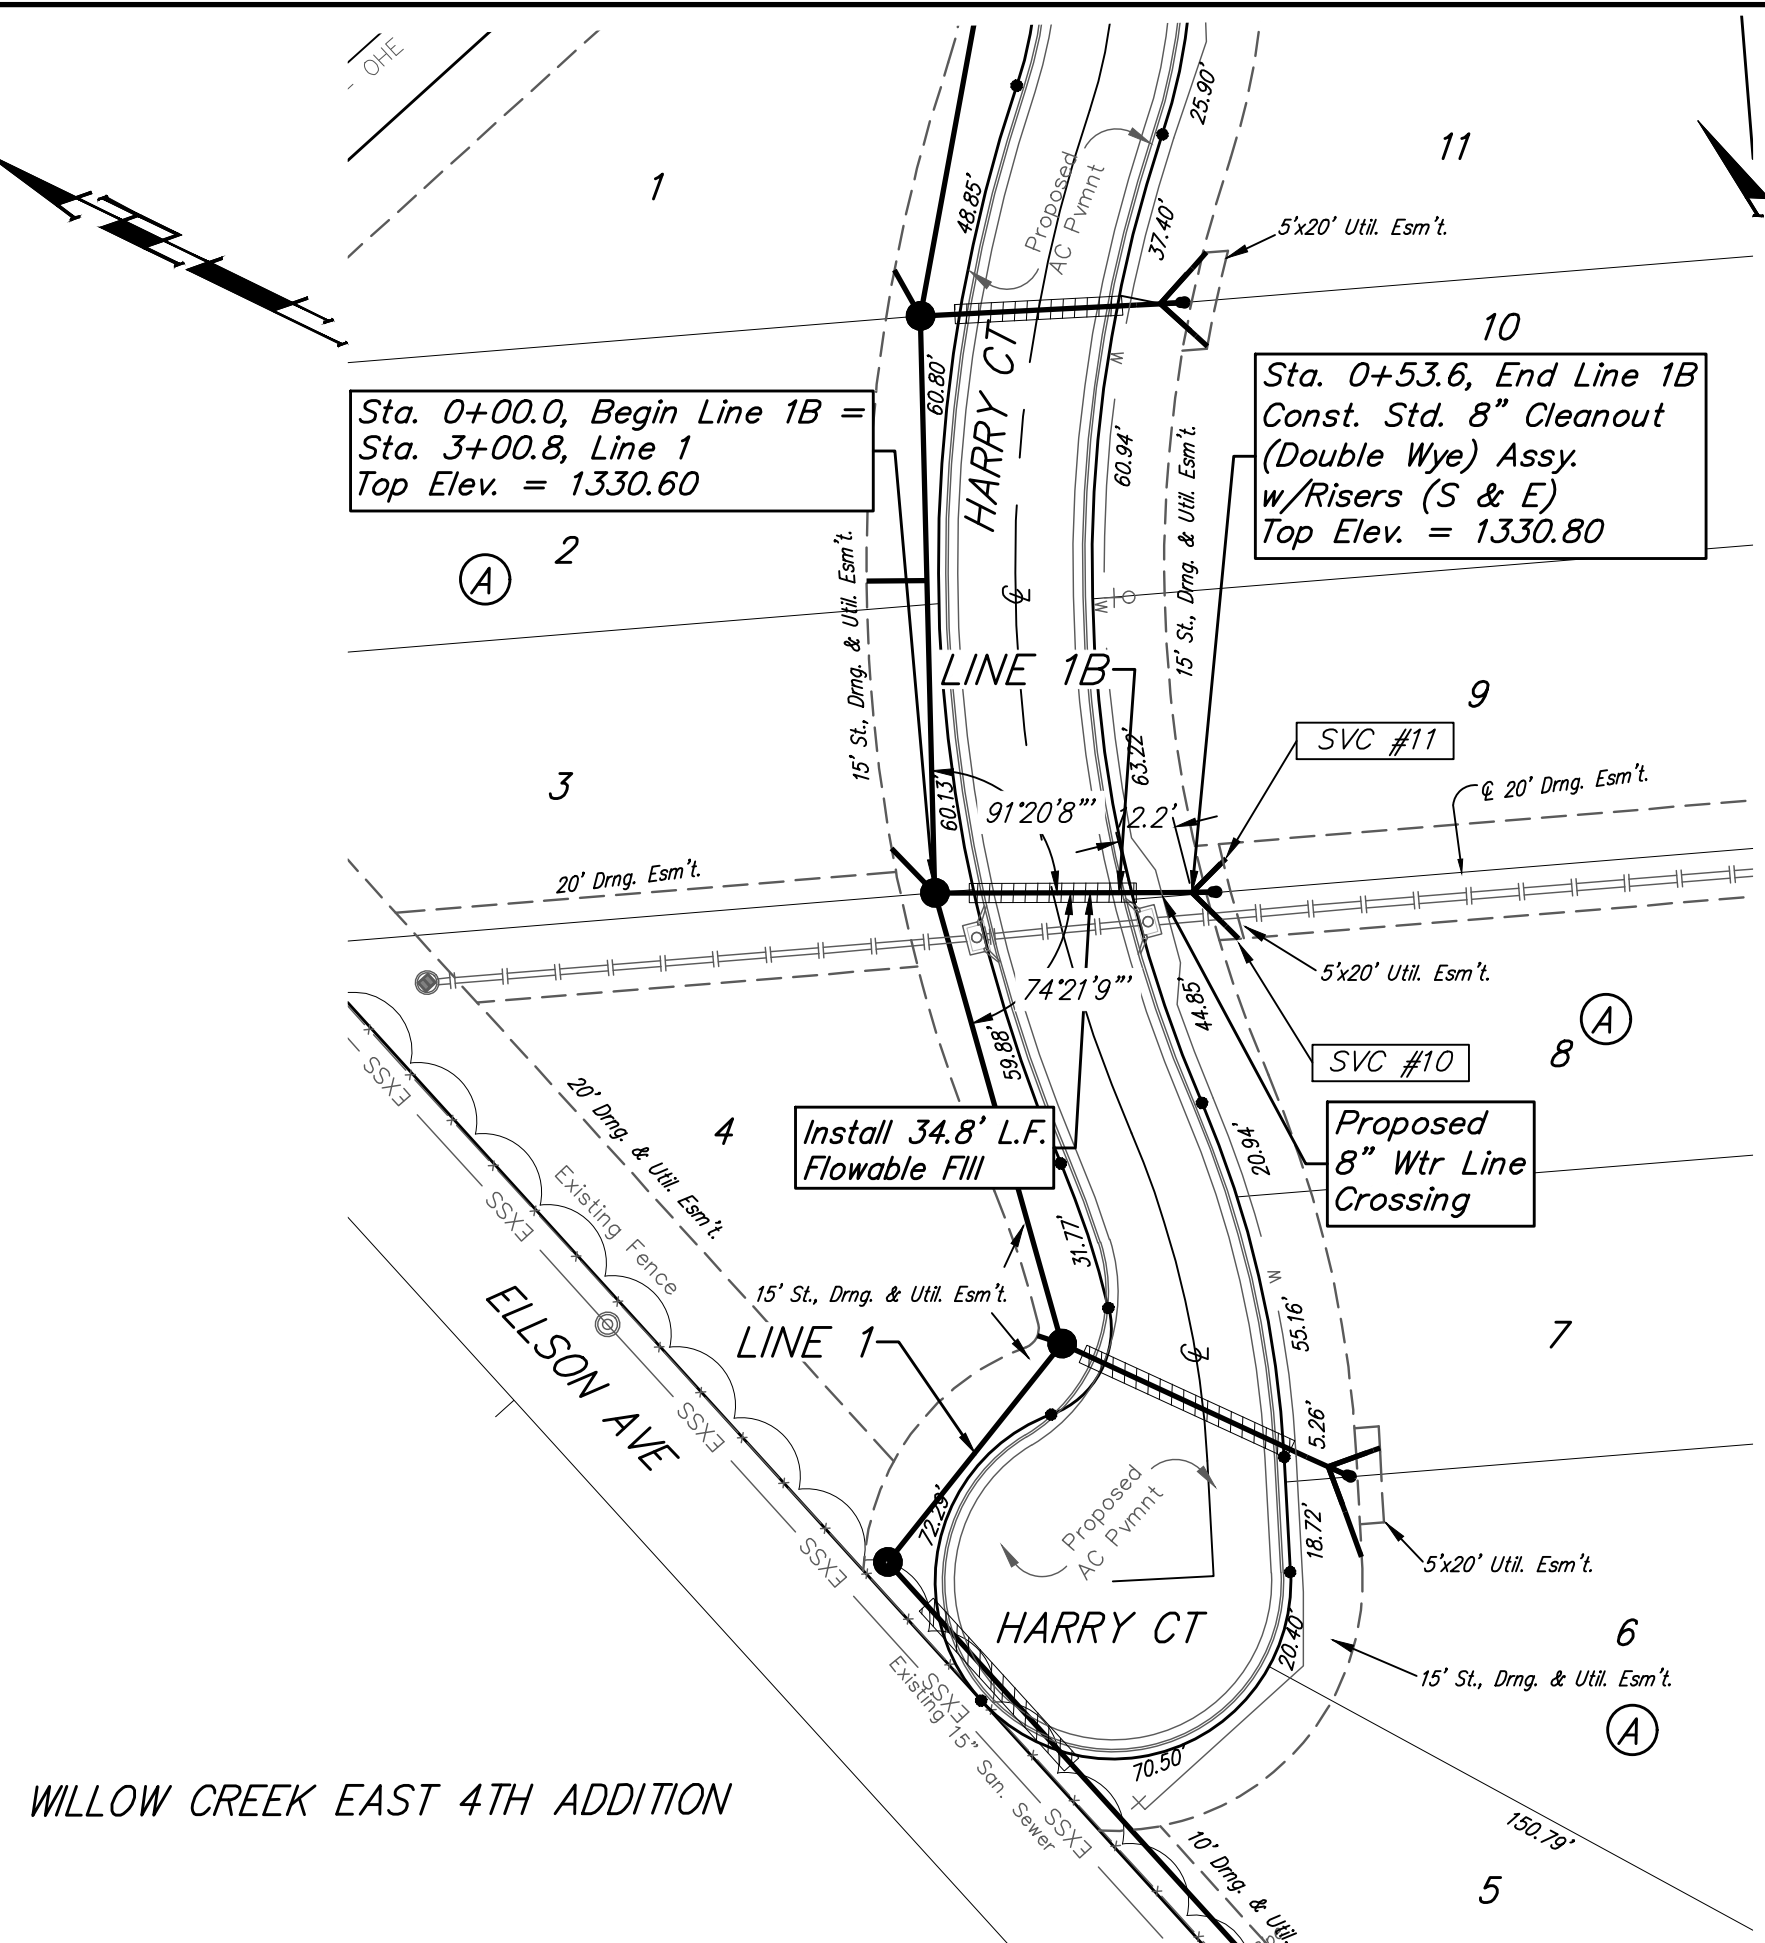 OHE
1
11
25.90'
48.85'
37.40'
Proposed
AC Pvmnt
5'x20' Util. Esm't.
10
60.80'
HARRY CT
W
Sta. 0+00.0, Begin Line 1B =
Sta. 3+00.8, Line 1
Top Elev. = 1330.60
Sta. 0+53.6, End Line 1B
Const. Std. 8" Cleanout
(Double Wye) Assy.
w/Risers (S & E)
Top Elev. = 1330.80
60.94'
15' St., Drng. & Util. Esm't.
15' St., Drng. & Util. Esm't.
2
A
℄
W
LINE 1B
9
SVC #11
63.22'
60.13'
3
91°20'8"'
12.2'
℄ 20' Drng. Esm't.
20' Drng. Esm't.
5'x20' Util. Esm't.
74°21'9"'
44.85'
A
8
SVC #10
59.88'
EXSS
20' Drng. & Util. Esm't.
4
Install 34.8' L.F.
Flowable FIll
Proposed
8" Wtr Line
Crossing
20.94'
Existing Fence
EXSS
31.77'
W
15' St., Drng. & Util. Esm't.
LINE 1
ELLSON AVE
℄
55.16'
7
EXSS
5.26'
72.29'
Proposed
AC Pvmnt
18.72'
EXSS
5'x20' Util. Esm't.
HARRY CT
20.40'
6
15' St., Drng. & Util. Esm't.
A
EXSS
Existing 15" San. Sewer
70.50'
EXSS
WILLOW CREEK EAST 4TH ADDITION
150.79'
10' Drng. & Util.
5